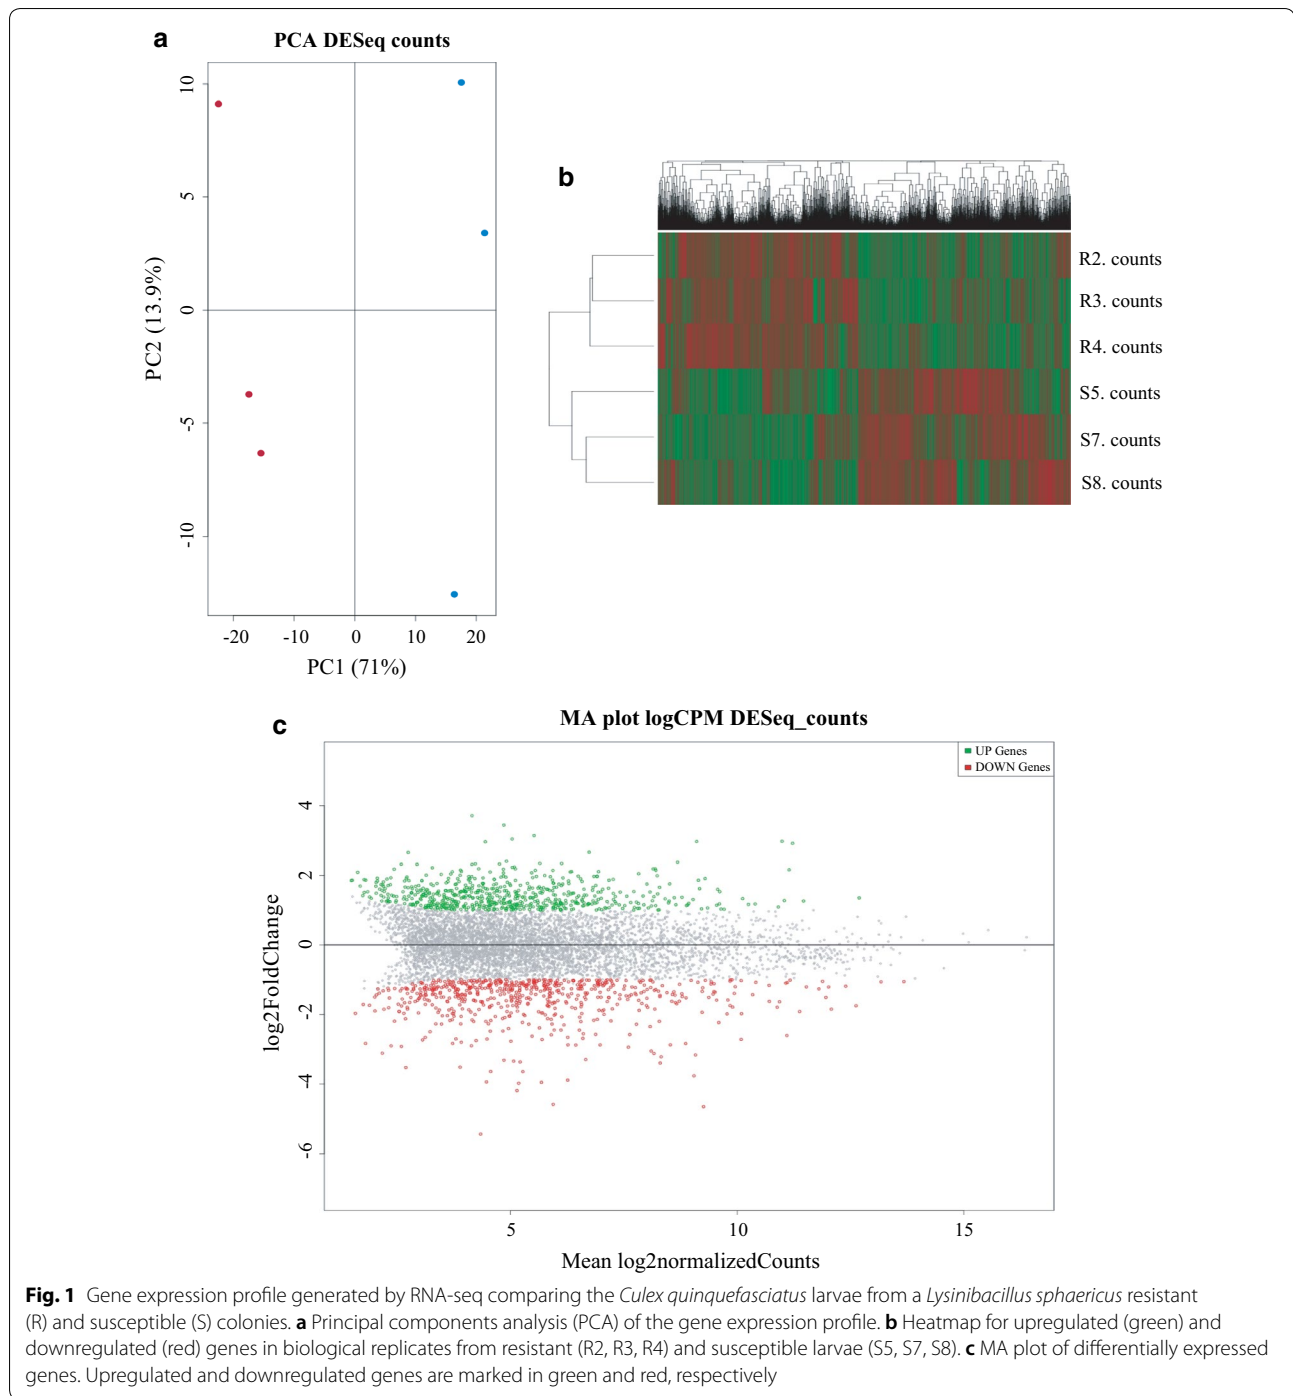 a
PCA DESeq counts
10
5
0
-5
-10
PC2 (13.9%)
-20 -10 0 10 20
PC1 (71%)
b
R2. counts
R3. counts
R4. counts
S5. counts
S7. counts
S8. counts
c
MA plot logCPM DESeq_counts
UP Genes
DOWN Genes
4
2
0
-2
-4
-6
log2FoldChange
5 10 15
Mean log2normalizedCounts
Fig. 1 Gene expression profile generated by RNA-seq comparing the Culex quinquefasciatus larvae from a Lysinibacillus sphaericus resistant
(R) and susceptible (S) colonies. a Principal components analysis (PCA) of the gene expression profile. b Heatmap for upregulated (green) and
downregulated (red) genes in biological replicates from resistant (R2, R3, R4) and susceptible larvae (S5, S7, S8). c MA plot of differentially expressed
genes. Upregulated and downregulated genes are marked in green and red, respectively